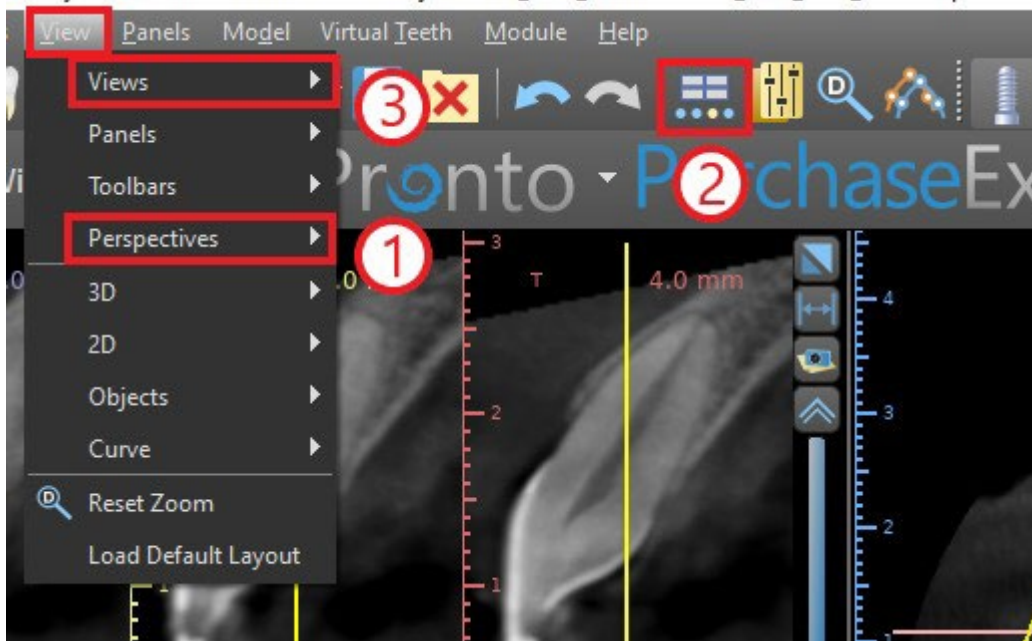 View Panels Model Virtual Teeth Module Help
Views
3
Panels
Toolbars
Pronto
2
Perspectives
1
3
T
4.0 mm
4
3D
2D
Objects
2
3
Curve
Reset Zoom
2
Load Default Layout
1
1